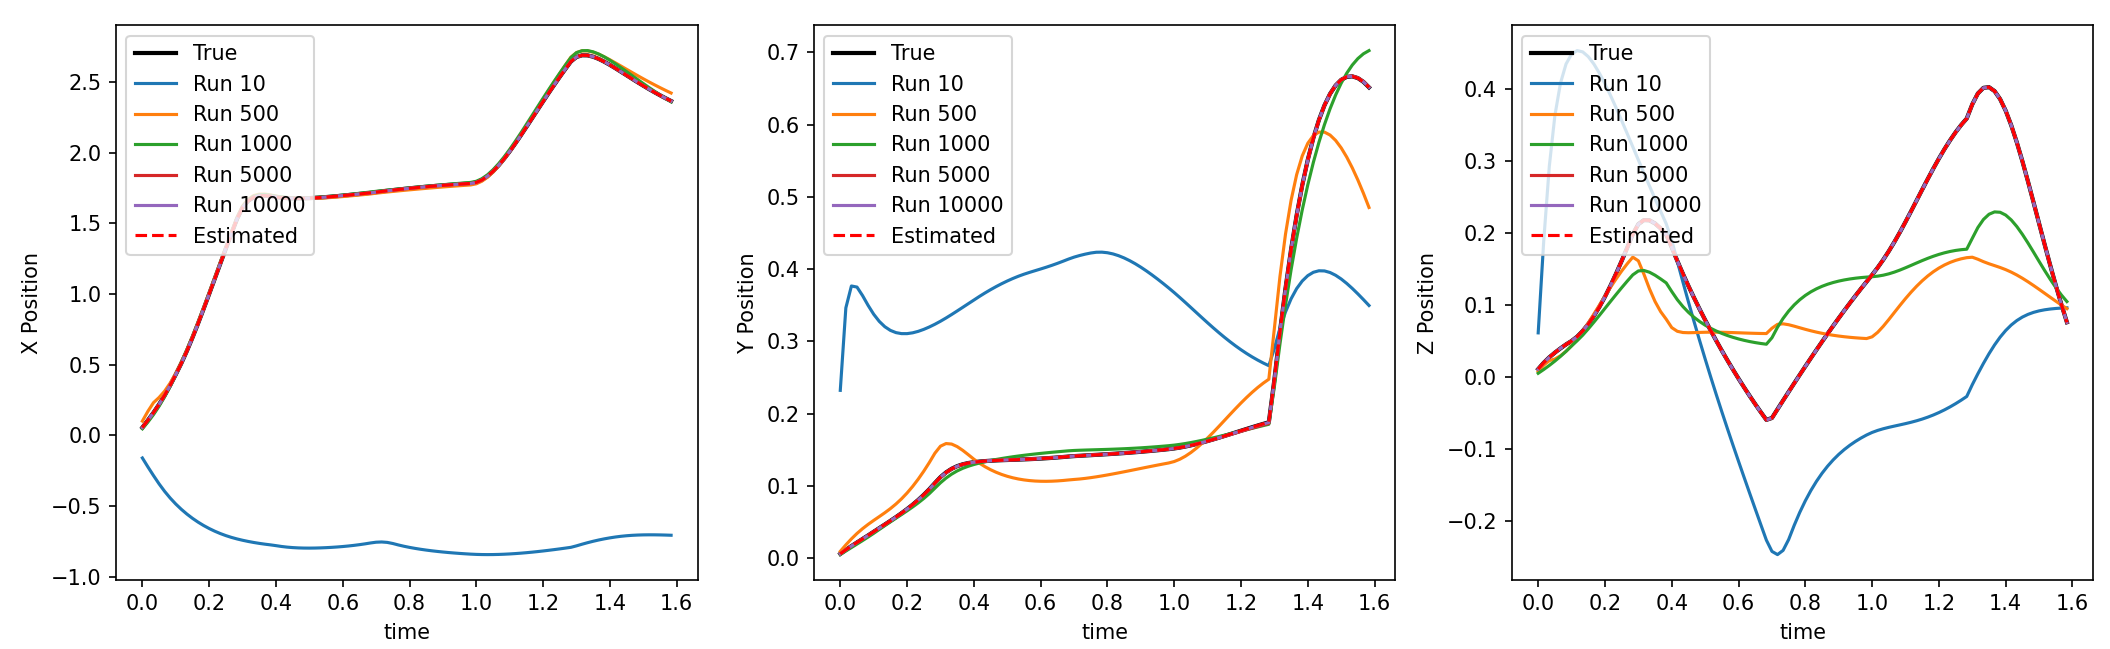 X Position
2.5
2.0
1.5
1.0
0.5
0.0
−0.5
−1.0
True
Run 10
Run 500
Run 1000
Run 5000
Run 10000
Estimated
0.0 0.2 0.4 0.6 0.8 1.0 1.2 1.4 1.6
time
Y Position
0.7
0.6
0.5
0.4
0.3
0.2
0.1
0.0
True
Run 10
Run 500
Run 1000
Run 5000
Run 10000
Estimated
0.0 0.2 0.4 0.6 0.8 1.0 1.2 1.4 1.6
time
Z Position
0.4
0.3
0.2
0.1
0.0
−0.1
−0.2
True
Run 10
Run 500
Run 1000
Run 5000
Run 10000
Estimated
0.0 0.2 0.4 0.6 0.8 1.0 1.2 1.4 1.6
time